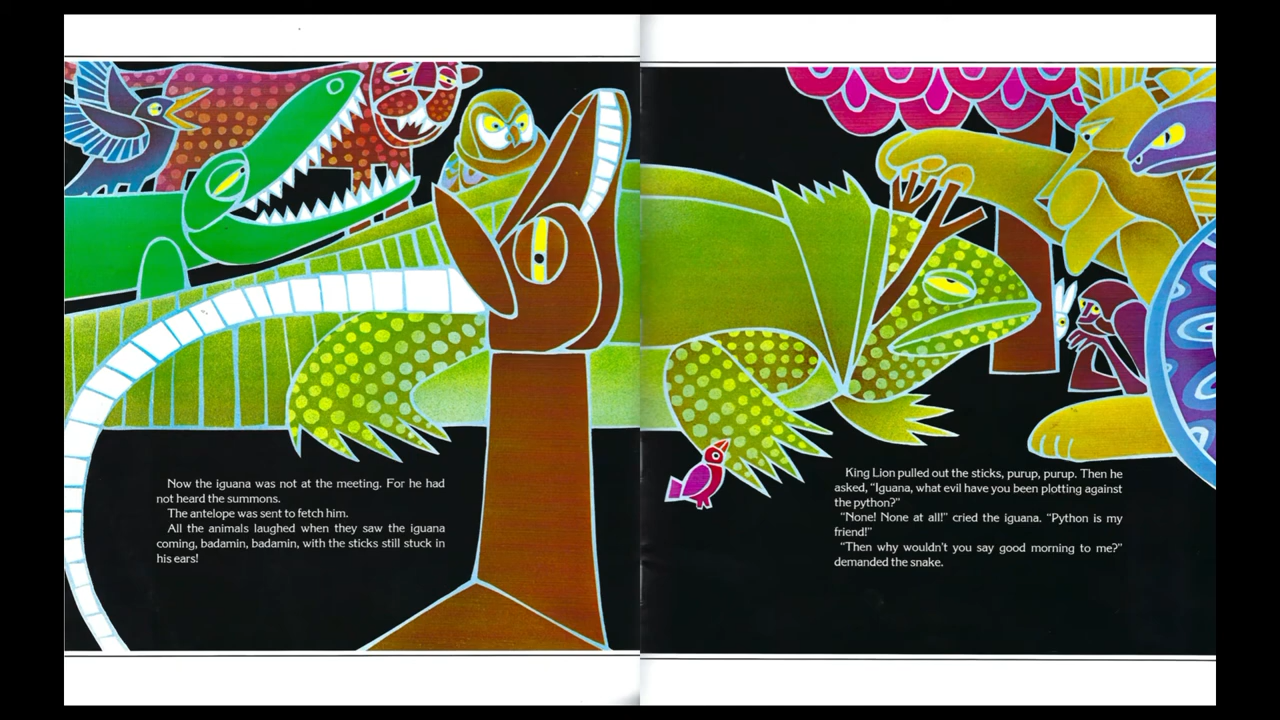 Now the iguana was not at the meeting. For he had
not heard the summons.
The antelope was sent to fetch him.
All the animals laughed when they saw the iguana
coming, badamin, badamin, with the sticks still stuck in
his ears!
King Lion pulled out the sticks, purup, purup. Then he
asked, “Iguana, what evil have you been plotting against
the python?”
“None! None at all!” cried the iguana. “Python is my
friend!”
“Then why wouldn’t you say good morning to me?”
demanded the snake.